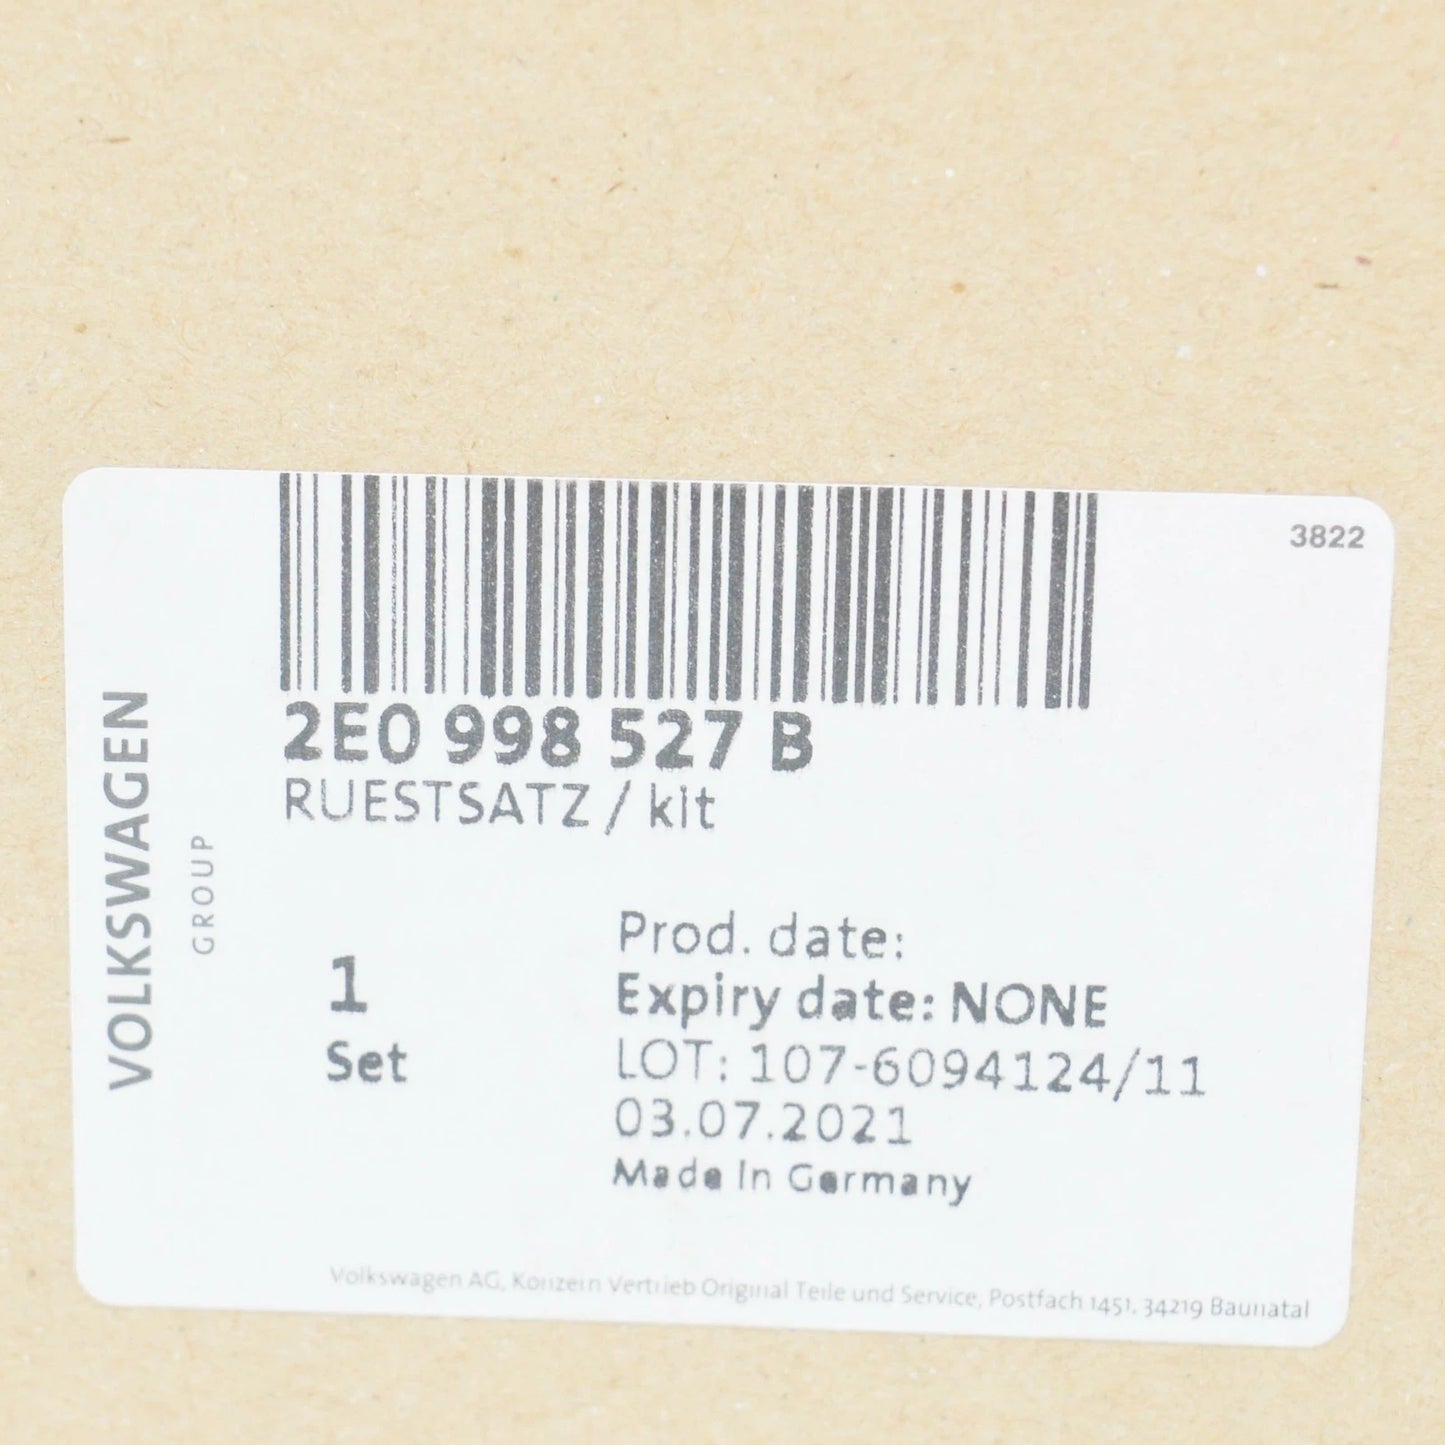 3822
VOLKSWAGEN
GROUP
2E0 998 527 B
RUESTSATZ / kit
1
Set
Prod. date:
Expiry date: NONE
LOT: 107-6094124/11
03.07.2021
Made In Germany
Volkswagen AG, Konzern Vertrieb Original Teile und Service, Postfach 1451, 34219 Baunatal